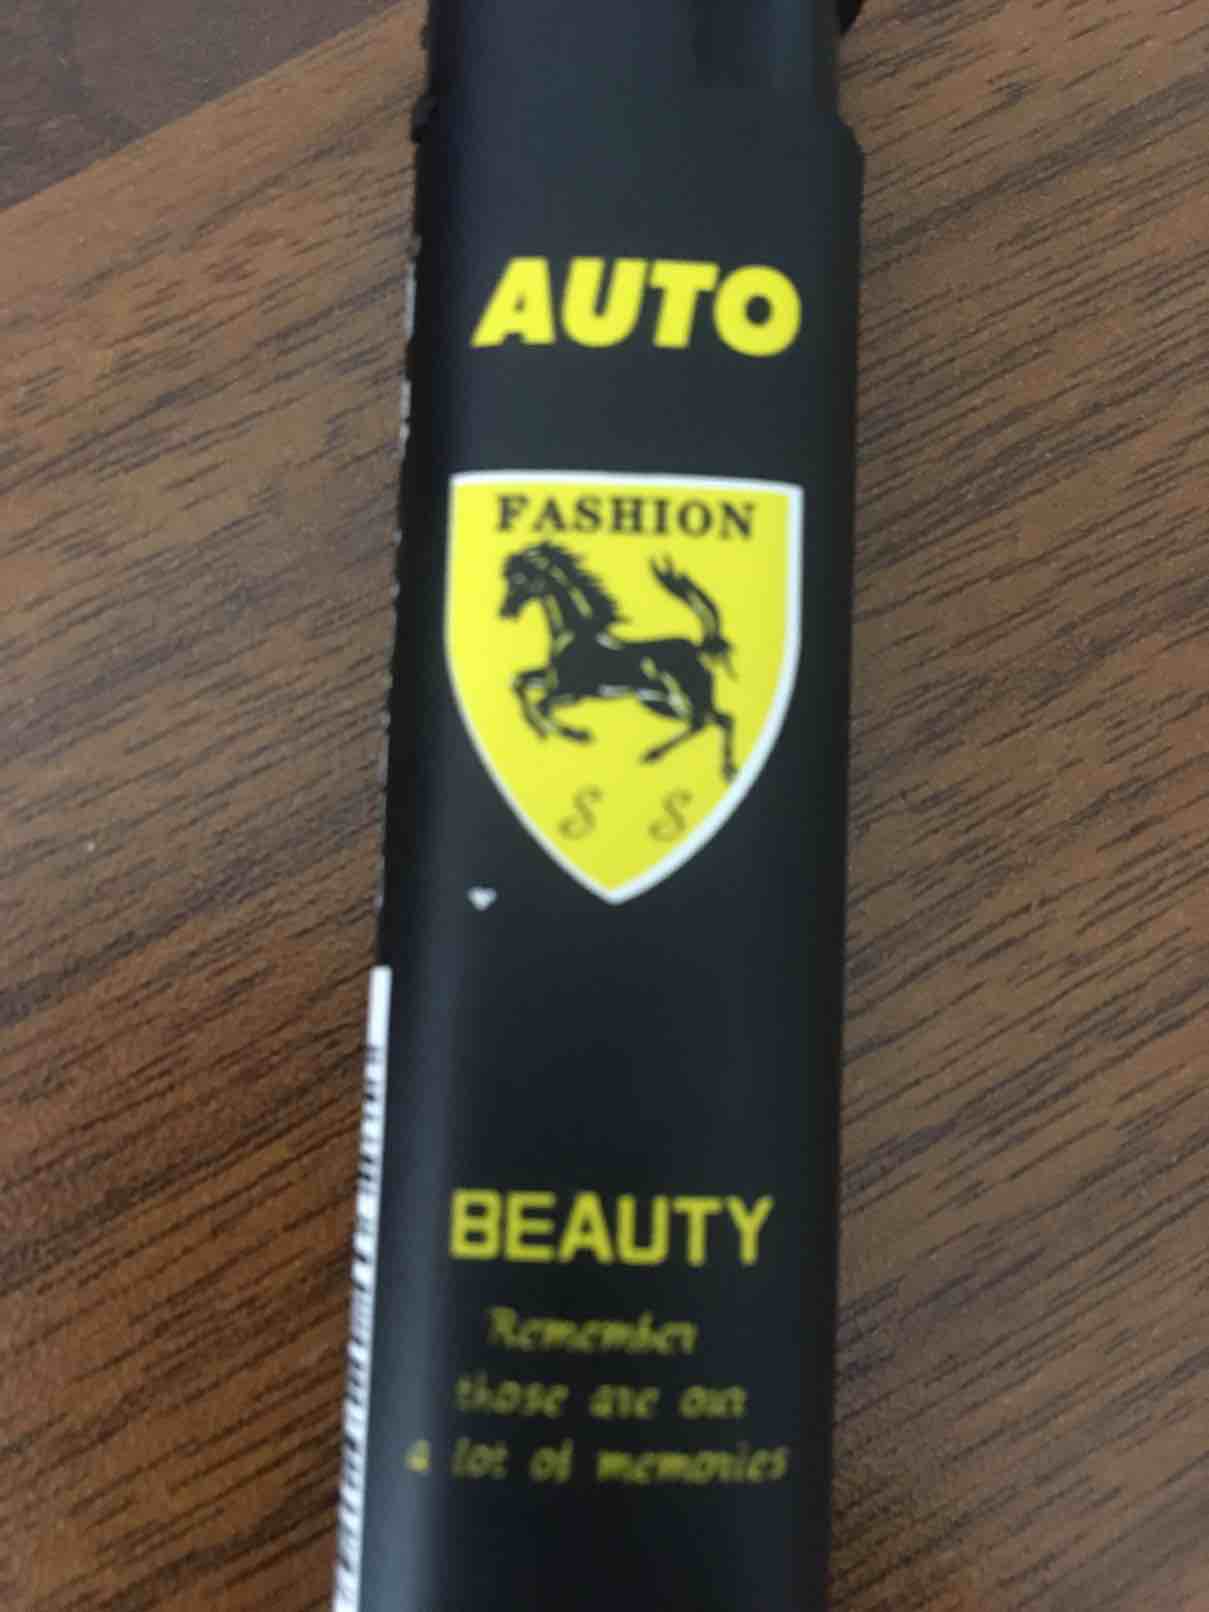 AUTO
FASHION
S S
BEAUTY
Remember
those are our
a lot of memories